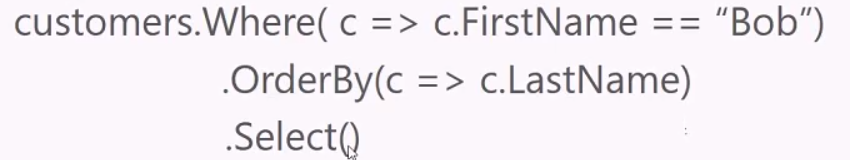 customers.Where( c => c.FirstName == “Bob”)
.OrderBy(c => c.LastName)
.Select()